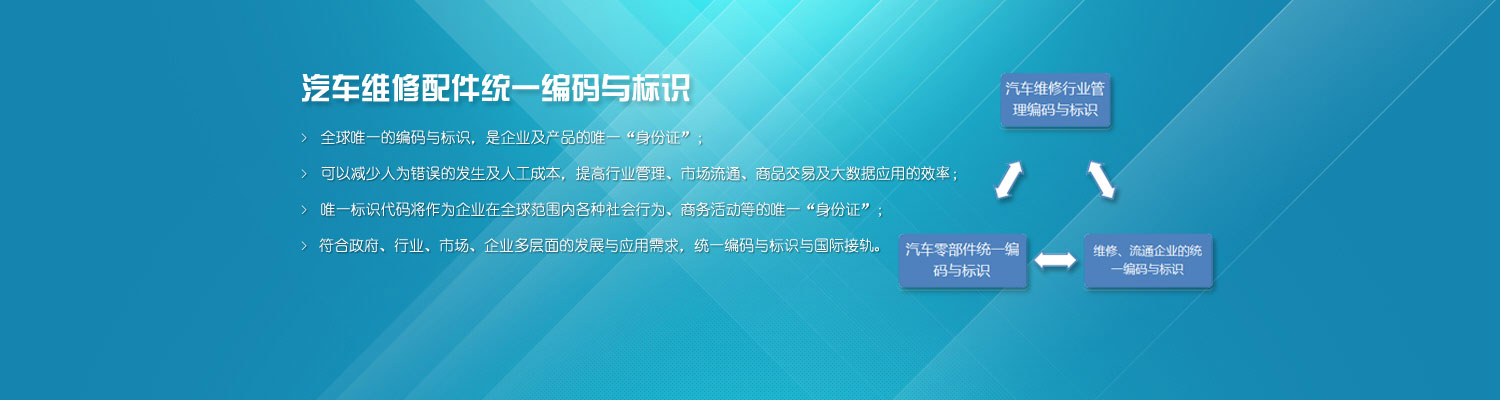 汽车维修配件统一编码与标识
全球唯一的编码与标识，是企业及产品的唯一“身份证”；
可以减少人为错误的发生及人工成本，提高行业管理、市场流通、商品交易及大数据应用的效率；
唯一标识代码将作为企业在全球范围内各种社会行为、商务活动等的唯一“身份证”；
符合政府、行业、市场、企业多层面的发展与应用需求，统一编码与标识与国际接轨。
汽车维修行业管
理编码与标识
汽车零部件统一编
码与标识
维修、流通企业的统
一编码与标识